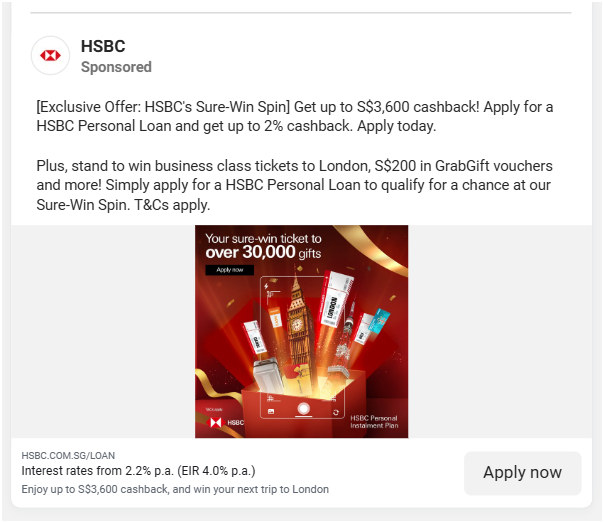 HSBC
Sponsored
[Exclusive Offer: HSBC's Sure-Win Spin] Get up to S$3,600 cashback! Apply for a
HSBC Personal Loan and get up to 2% cashback. Apply today.
Plus, stand to win business class tickets to London, S$200 in GrabGift vouchers
and more! Simply apply for a HSBC Personal Loan to qualify for a chance at our
Sure-Win Spin. T&Cs apply.
Your sure-win ticket to
over 30,000 gifts
Apply now
LONDON
HSBC
HSBC Personal
Instalment Plan
HSBC.COM.SG/LOAN
Interest rates from 2.2% p.a. (EIR 4.0% p.a.)
Enjoy up to S$3,600 cashback, and win your next trip to London
Apply now